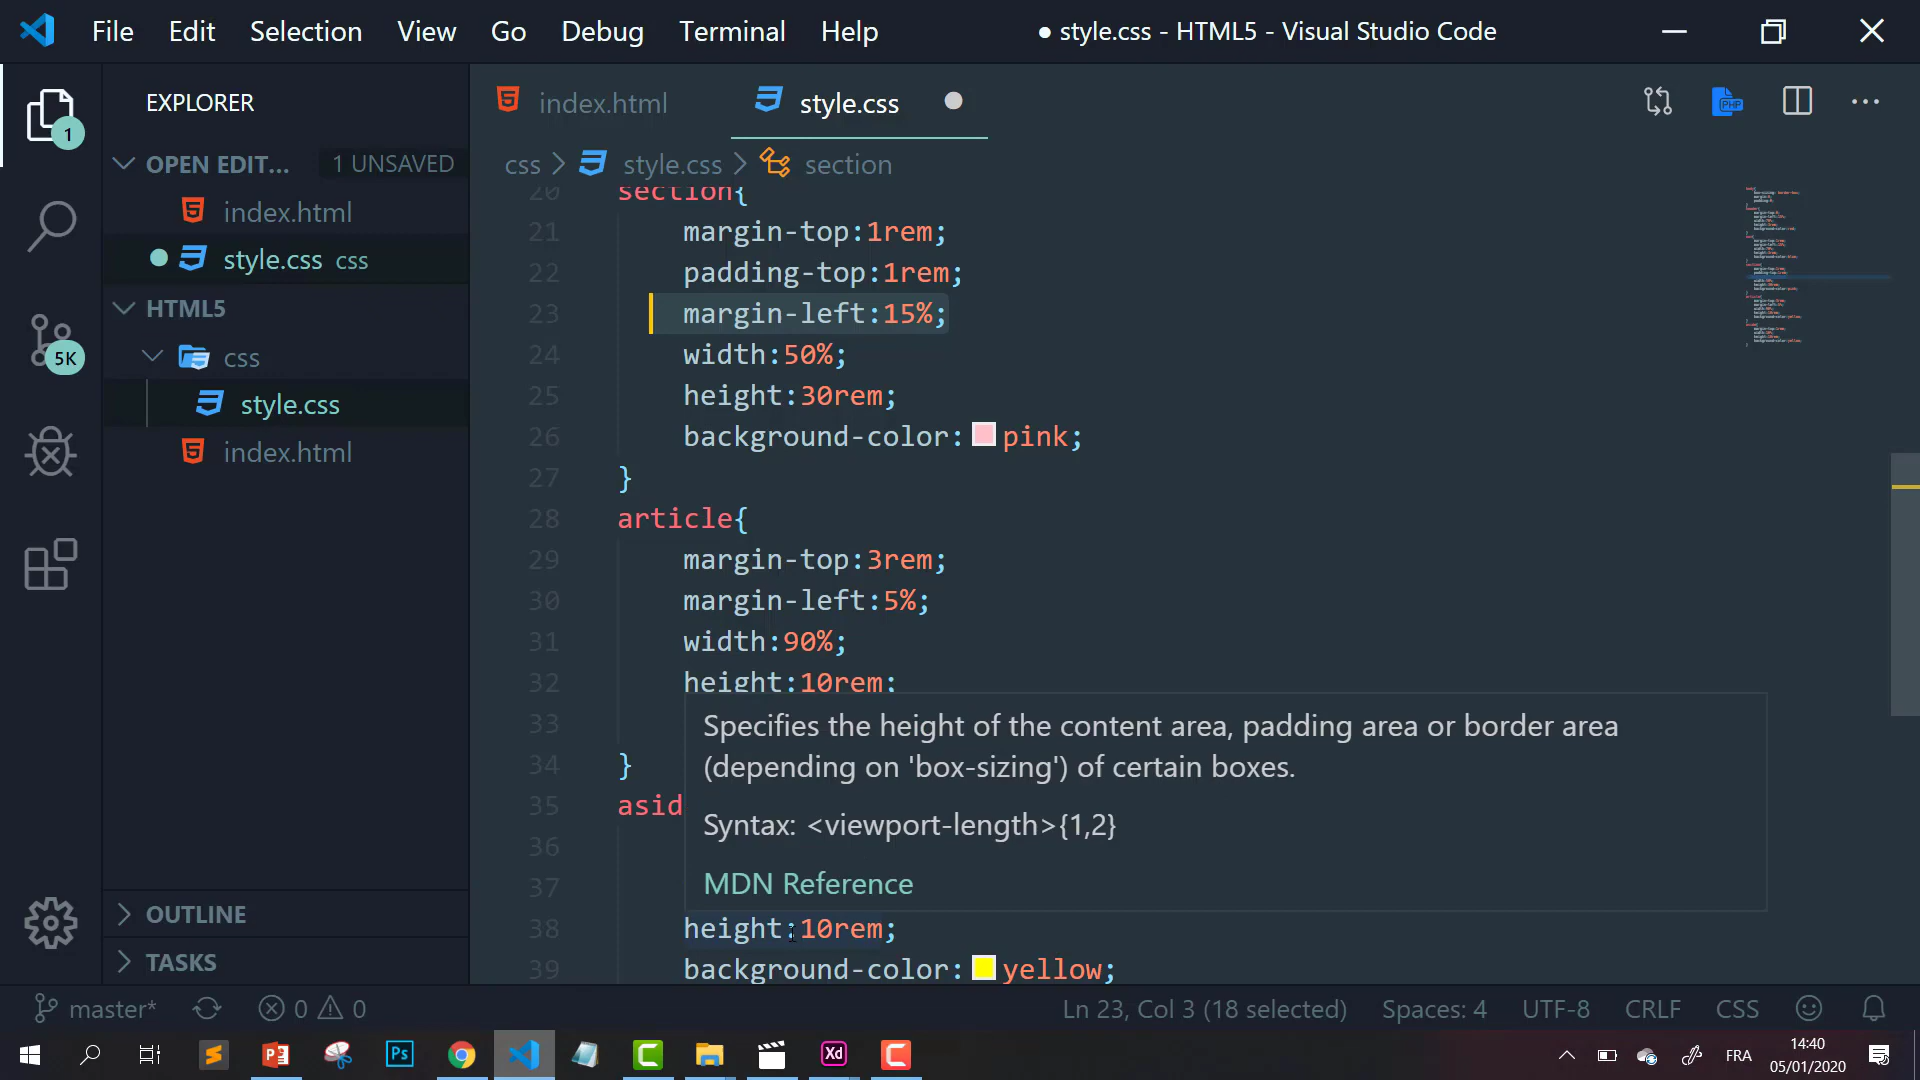 File Edit Selection View Go Debug Terminal Help
● style.css - HTML5 - Visual Studio Code
EXPLORER
OPEN EDIT... 1 UNSAVED
index.html
style.css css
HTML5
css
style.css
index.html
OUTLINE
TASKS
1
5K
index.html
style.css
PHP
css > style.css > section
20 section{
21 margin-top:1rem;
22 padding-top:1rem;
23 margin-left:15%;
24 width:50%;
25 height:30rem;
26 background-color: pink;
27 }
28 article{
29 margin-top:3rem;
30 margin-left:5%;
31 width:90%;
32 height:10rem;
33
34 }
35 asid
36
37
38 height:10rem;
39 background-color: yellow;
Specifies the height of the content area, padding area or border area
(depending on 'box-sizing') of certain boxes.
Syntax: <viewport-length>{1,2}
MDN Reference
master* 0 0 Ln 23, Col 3 (18 selected) Spaces: 4 UTF-8 CRLF CSS
Ps
Xd
FRA
14:40
05/01/2020